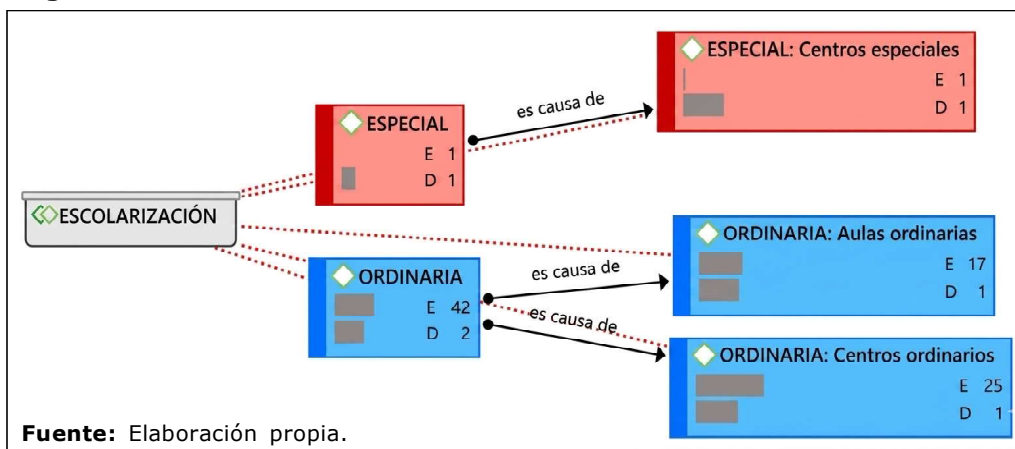 ESPECIAL: Centros especiales
E 1
D 1
es causa de
ESPECIAL
E 1
D 1
ESCOLARIZACIÓN
ORDINARIA: Aulas ordinarias
E 17
D 1
es causa de
ORDINARIA
E 42
D 2
es causa de
ORDINARIA: Centros ordinarios
E 25
D 1
Fuente: Elaboración propia.